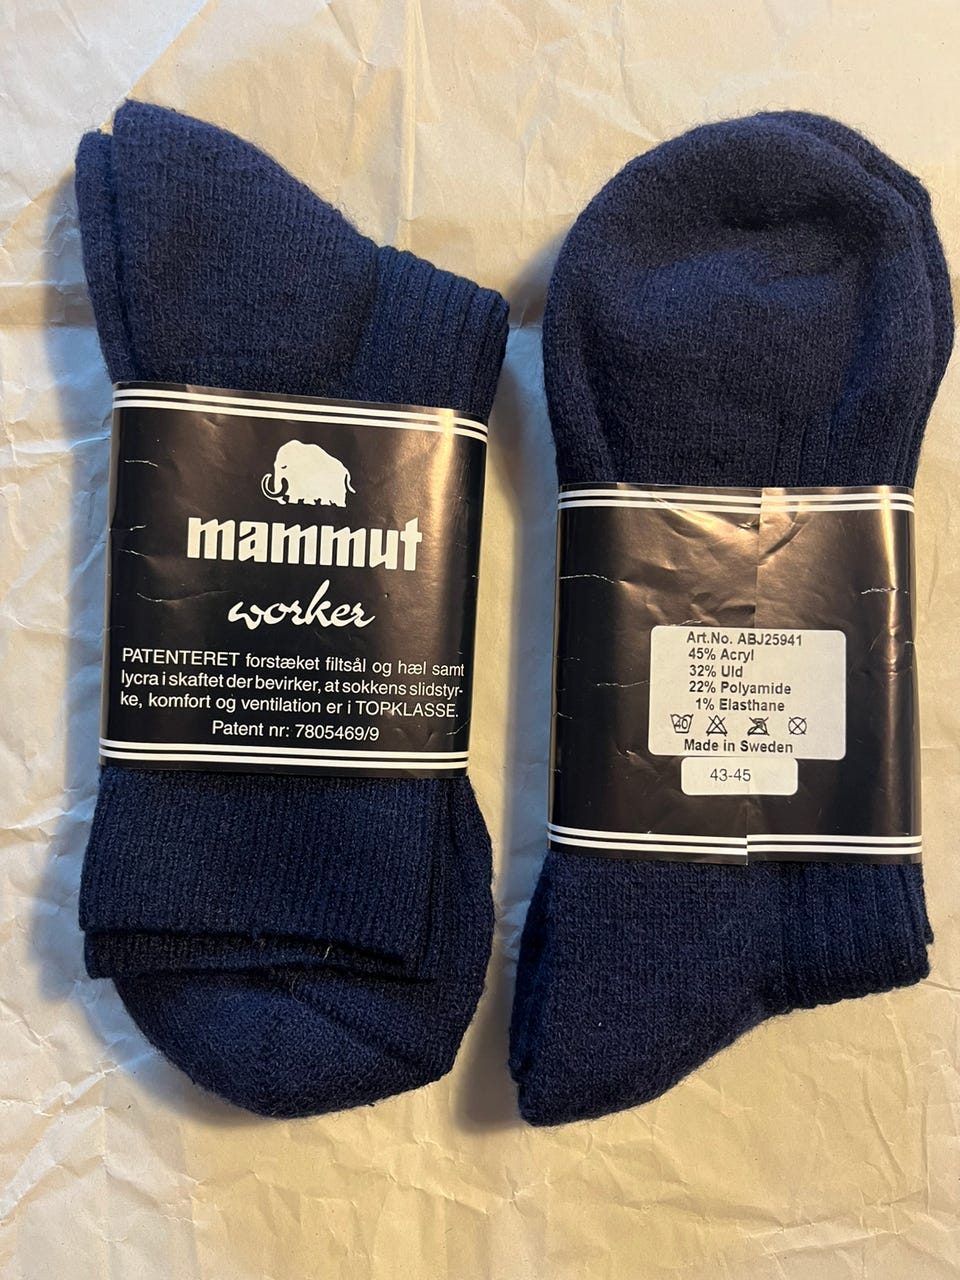 mammut
worker
PATENTERET forstæket filtsål og hæl samt
lycra i skaftet der bevirker, at sokkens slidstyr-
ke, komfort og ventilation er i TOPKLASSE.
Patent nr: 7805469/9
Art.No. ABJ25941
45% Acryl
32% Uld
22% Polyamide
1% Elasthane
40
Made in Sweden
43-45